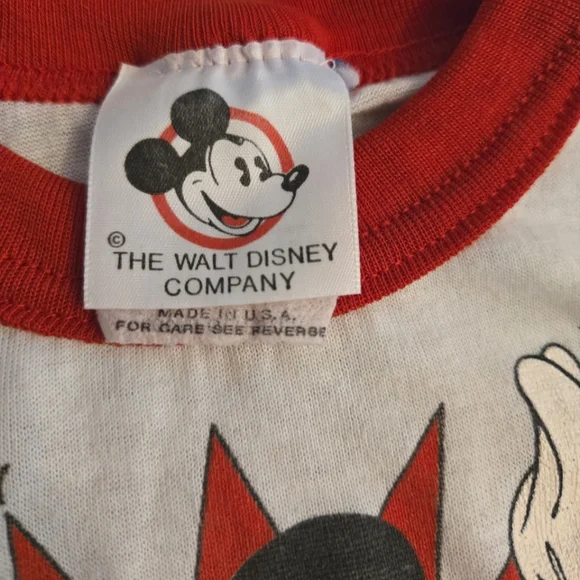 ©
THE WALT DISNEY
COMPANY
MADE IN U.S.A.
FOR CARE SEE REVERSE